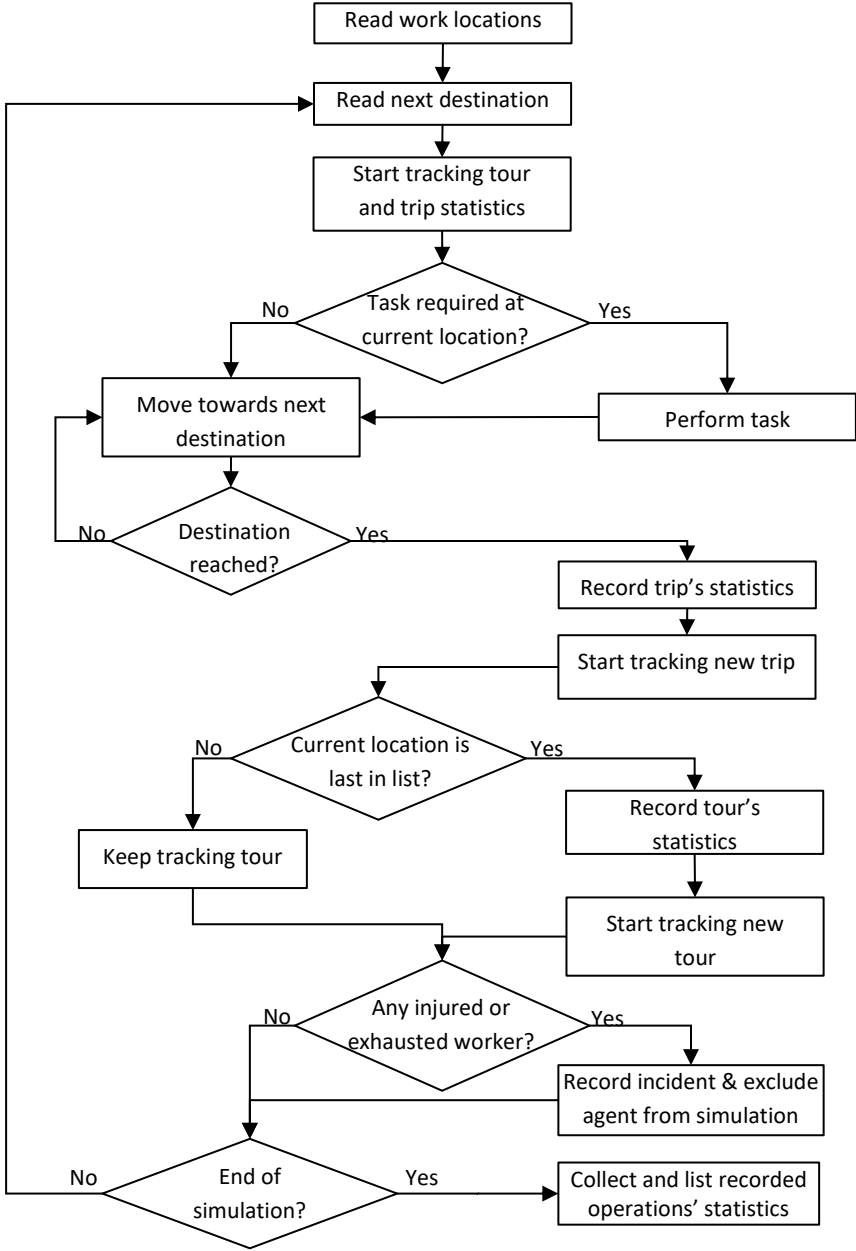 Read work locations
Read next destination
Start tracking tour
and trip statistics
No
Task required at
current location?
Yes
Move towards next
destination
Perform task
No
Destination
reached?
Yes
Record trip's statistics
Start tracking new trip
No
Current location is
last in list?
Yes
Record tour's
statistics
Keep tracking tour
Start tracking new
tour
No
Any injured or
exhausted worker?
Yes
Record incident & exclude
agent from simulation
No
End of
simulation?
Yes
Collect and list recorded
operations' statistics